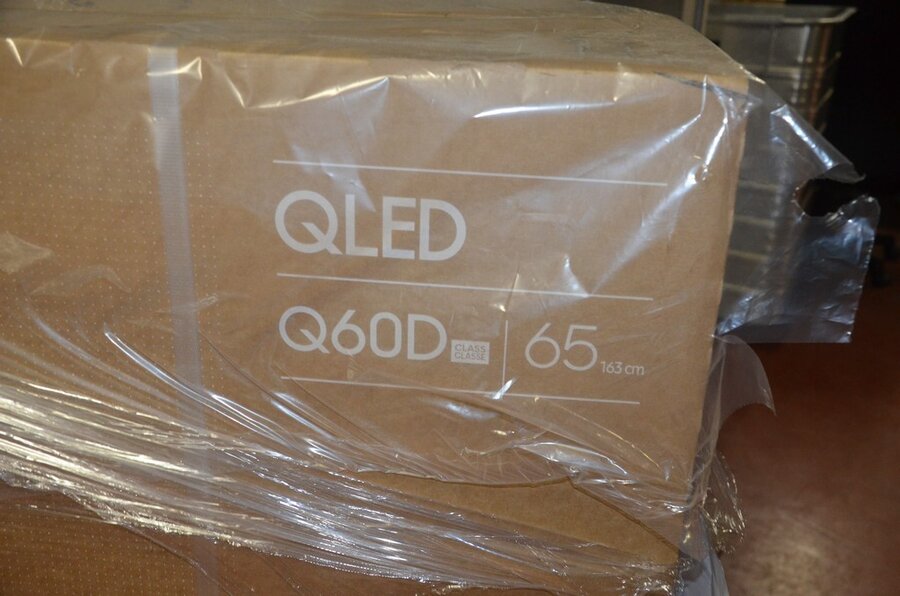 QLED
Q60D CLASS CLASSE 65 163 cm